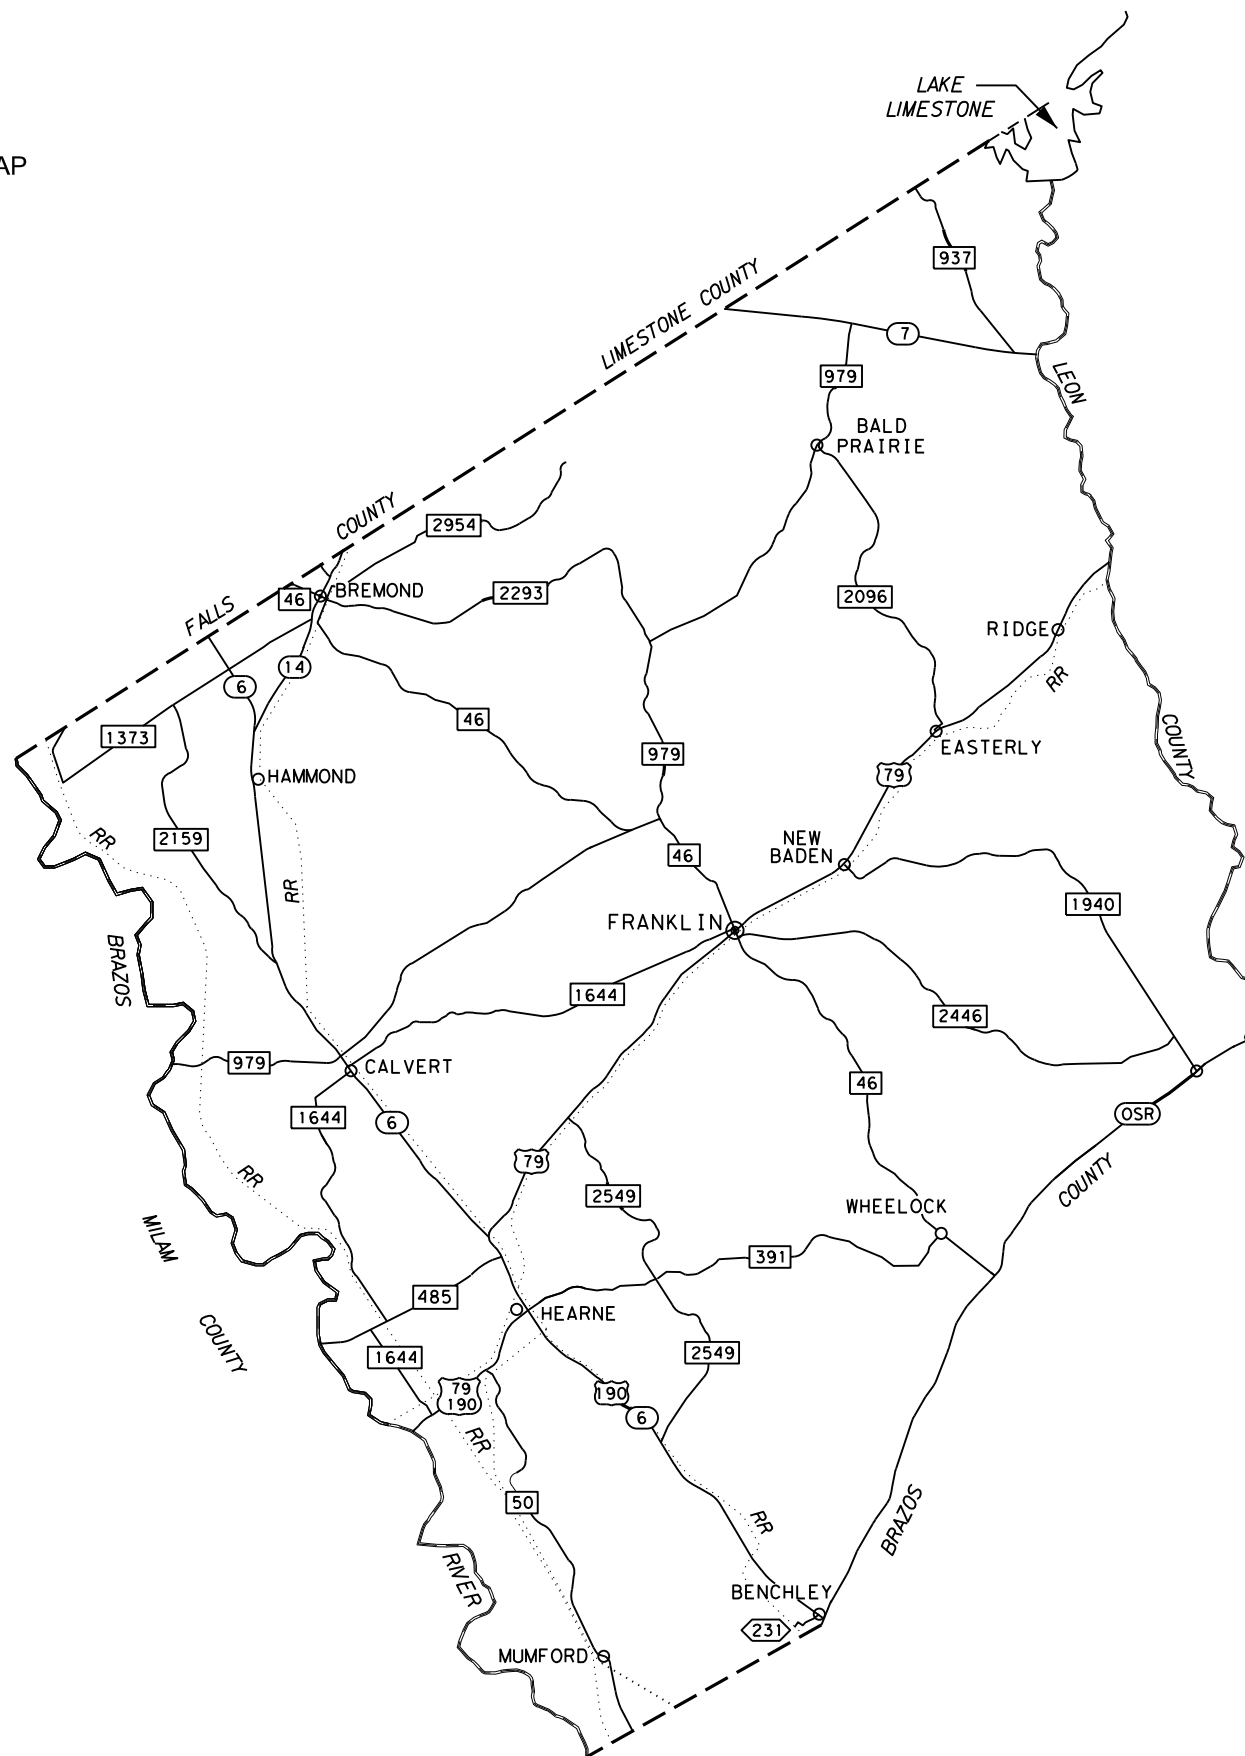 LAKE
LIMESTONE
AP
937
LIMESTONE COUNTY
7
979
LEON
BALD
PRAIRIE
COUNTY
2954
BREMOND
46
2293
2096
FALLS
RIDGE
14
RR
6
46
COUNTY
1373
EASTERLY
979
HAMMOND
79
RR
2159
NEW
BADEN
46
RR
1940
FRANKLIN
BRAZOS
1644
2446
979
CALVERT
46
1644
6
OSR
79
RR
COUNTY
2549
WHEELOCK
MILAM
391
485
HEARNE
COUNTY
1644
2549
79
190
190
6
RR
50
RR
BRAZOS
RIVER
BENCHLEY
231
MUMFORD